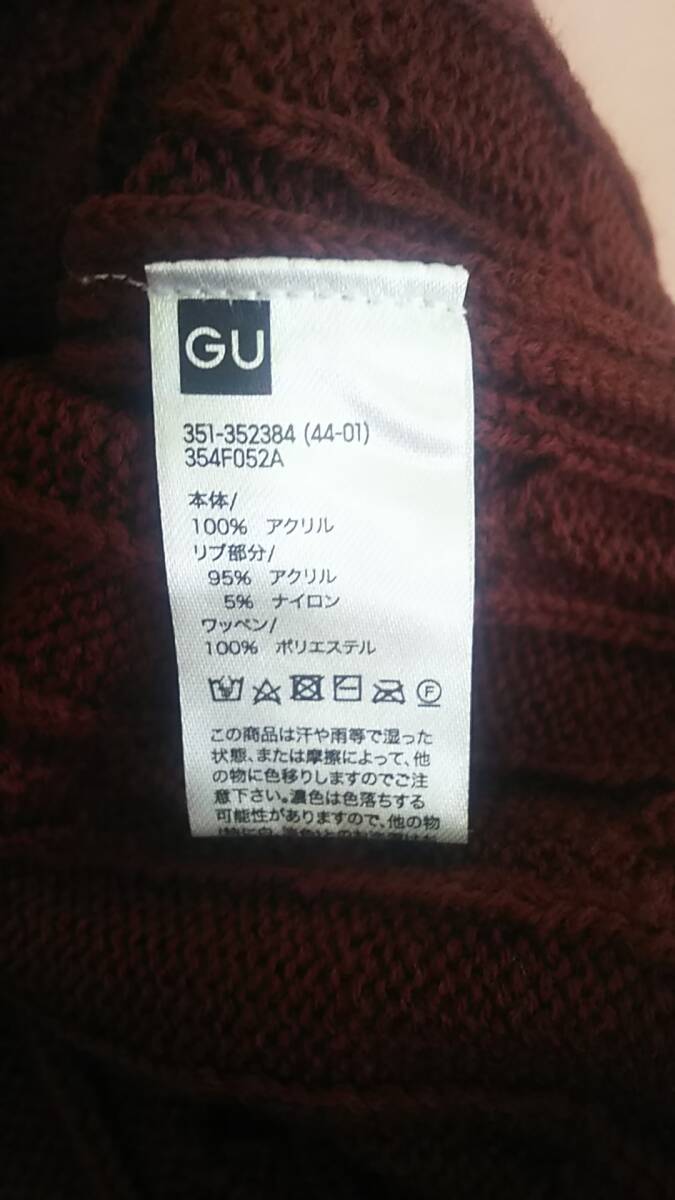 GU
351-352384 (44-01)
354F052A
本体/
100% アクリル
リブ部分/
95% アクリル
5% ナイロン
ワッペン/
100% ポリエステル
F
この商品は汗や雨等で湿った
状態、または摩擦によって、他
の物に色移りしますのでご注
意下さい。濃色は色落ちする
可能性がありますので、他の物